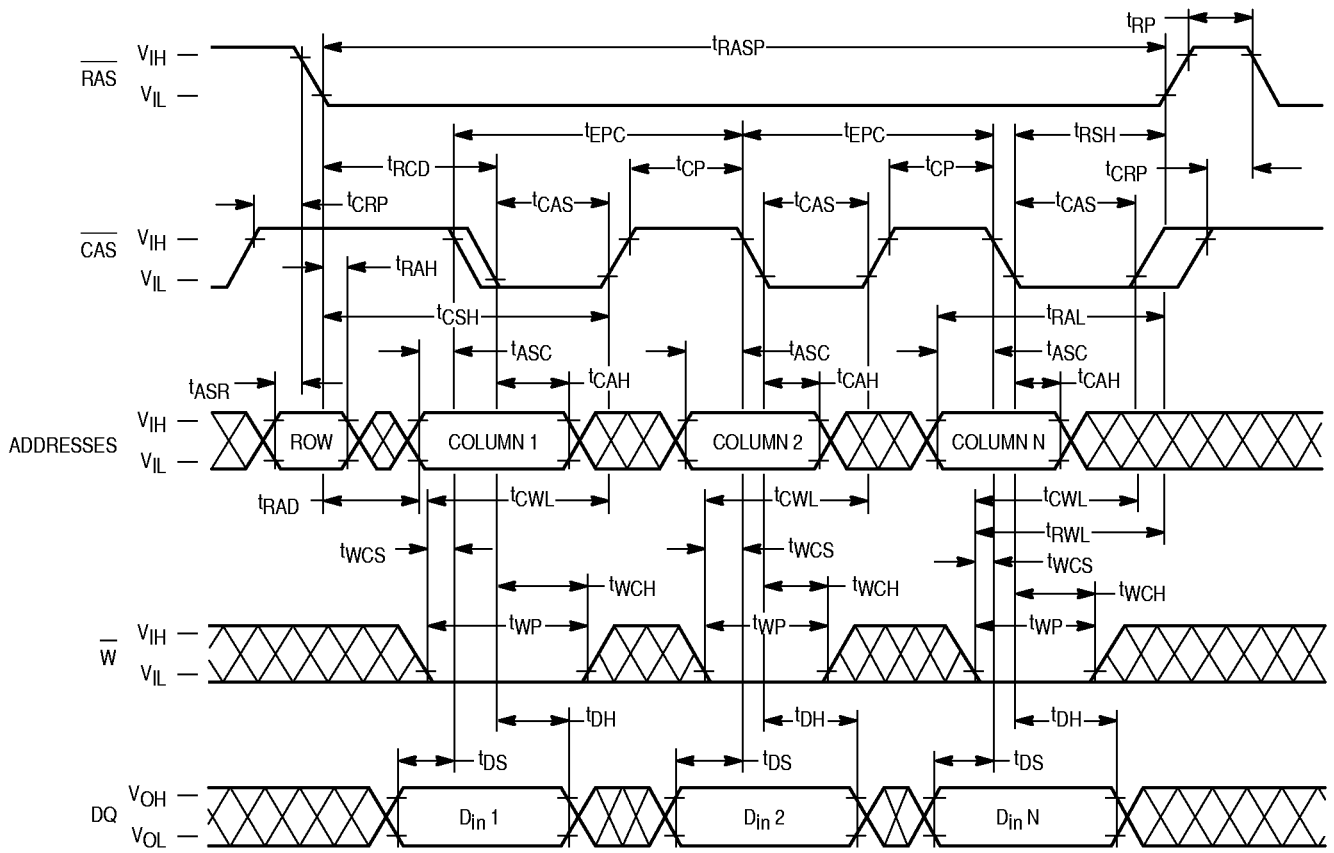 tRP
VIH
tRASP
RAS
VIL
tEPC tEPC tRSH
tRCD tCP tCP tCRP
tCRP tCAS tCAS tCAS
VIH
CAS
VIL
tRAH
tCSH tRAL
tASC tASC tASC
tASR tCAH tCAH tCAH
VIH
ADDRESSES ROW COLUMN 1 COLUMN 2 COLUMN N
VIL
tRAD tCWL tCWL tCWL
tRWL
tWCS tWCS tWCS
tWCH tWCH tWCH
VIH tWP tWP tWP
W
VIL
tDH tDH tDH
tDS tDS tDS
VOH
DQ Din 1 Din 2 Din N
VOL